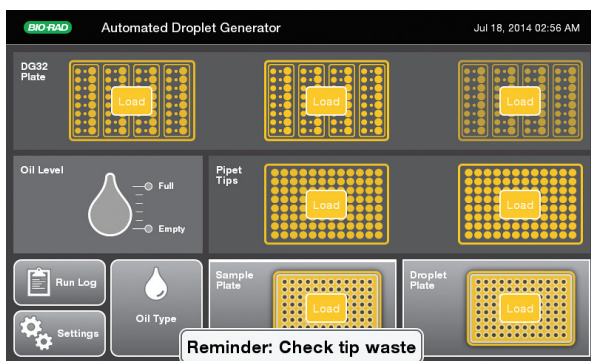 BIO-RAD
Automated Droplet Generator
Jul 18, 2014 02:56 AM
DG32
Plate
Load
Load
Load
Oil Level
Full
Empty
Pipet
Tips
Load
Load
Run Log
Settings
Oil Type
Sample
Plate
Load
Droplet
Plate
Load
Reminder: Check tip waste